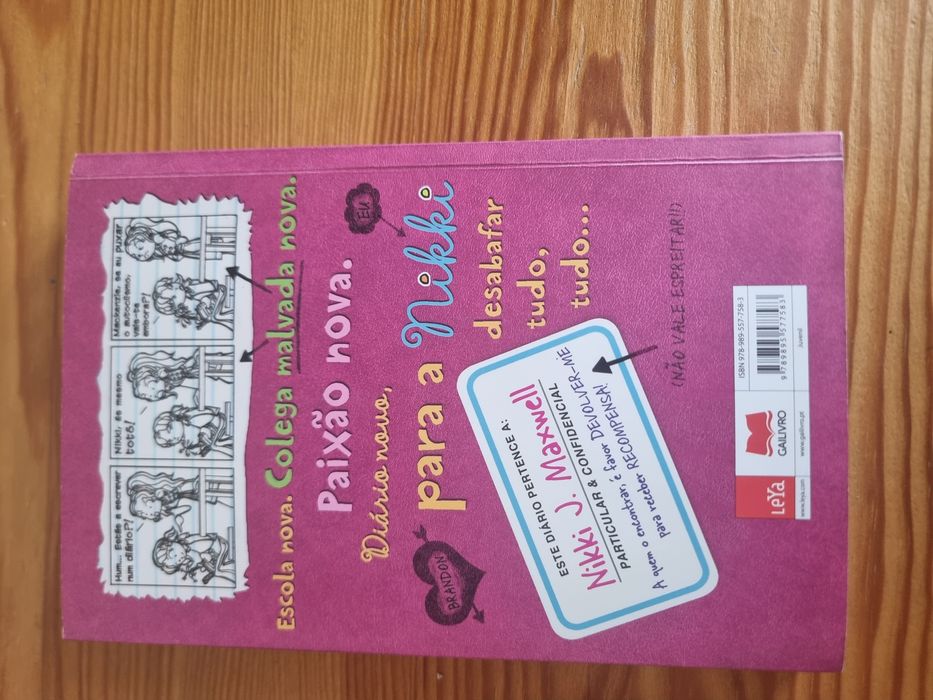 Hum... Estás a escrever
num diário?!
Nikki, és mesmo
totó!
Mackenzie, se eu puxar
o autoclismo,
vais-te
embora?!
Escola nova. Colega malvada nova.
Paixão nova.
Diário novo,
EU
para a Nikki
BRANDON
desabafar
tudo,
tudo...
ESTE DIÁRIO PERTENCE A:
Nikki J. Maxwell
PARTICULAR & CONFIDENCIAL
A quem o encontrar, é favor DEVOLVER-ME
para receber RECOMPENSA!
(NÃO VALE ESPREITAR!!)
LEYA
www.leya.com
GAILIVRO
www.gailivro.pt
ISBN 978-989-557-758-3
9 789895 577583
Juvenil